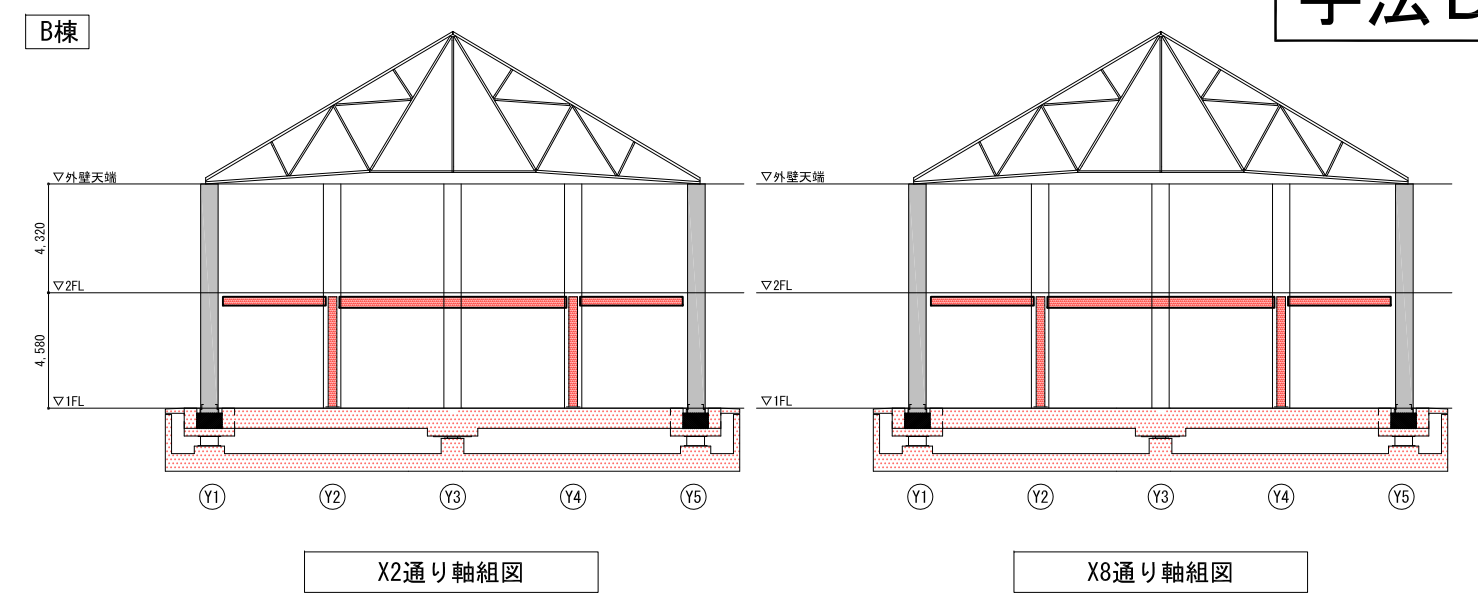 B棟
▽外壁天端
4,320
▽2FL
4,580
▽1FL
Y1 Y2 Y3 Y4 Y5
X2通り軸組図
▽外壁天端
▽2FL
▽1FL
Y1 Y2 Y3 Y4 Y5
X8通り軸組図